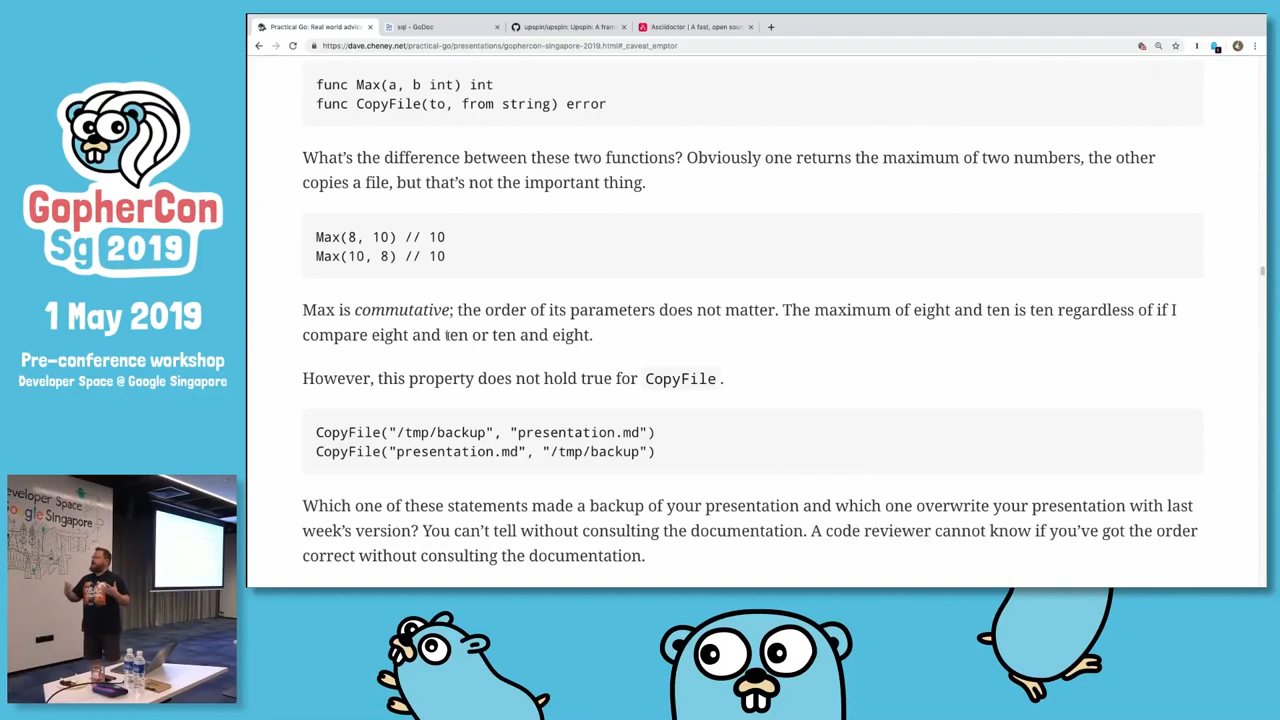 Practical Go: Real world advic
sql - GoDoc
upspin/upspin: Upspin: A fram
Asciidoctor | A fast, open sou
https://dave.cheney.net/practical-go/presentations/gophercon-singapore-2019.html#_caveat_emptor
func Max(a, b int) int
func CopyFile(to, from string) error
What's the difference between these two functions? Obviously one returns the maximum of two numbers, the other
copies a file, but that's not the important thing.
Max(8, 10) // 10
Max(10, 8) // 10
Max is commutative; the order of its parameters does not matter. The maximum of eight and ten is ten regardless of if I
compare eight and ten or ten and eight.
However, this property does not hold true for CopyFile.
CopyFile("/tmp/backup", "presentation.md")
CopyFile("presentation.md", "/tmp/backup")
Which one of these statements made a backup of your presentation and which one overwrite your presentation with last
week's version? You can't tell without consulting the documentation. A code reviewer cannot know if you've got the order
correct without consulting the documentation.
GopherCon
Sg 2019
1 May 2019
Pre-conference workshop
Developer Space @ Google Singapore
eveloper Space
Google Singapore